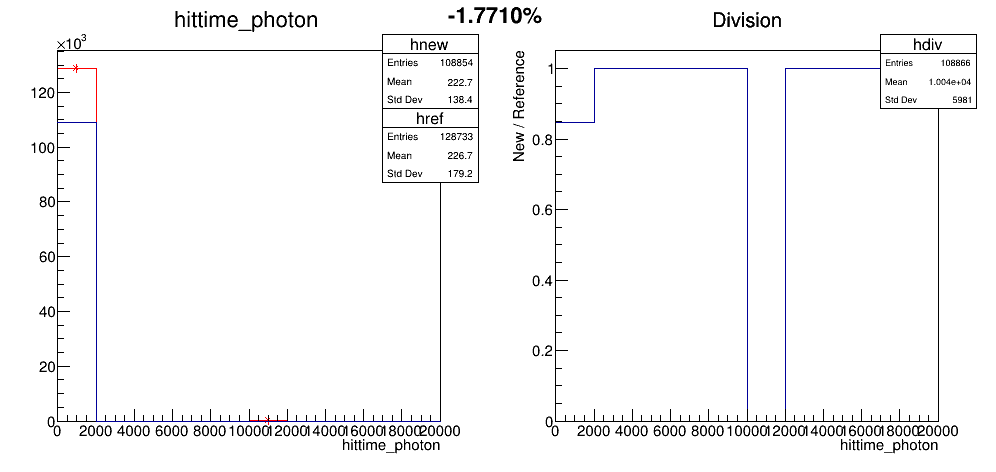 -1.7710%
hittime_photon
×10³
hnew
Entries 108854
Mean 222.7
Std Dev 138.4
href
Entries 128733
Mean 226.7
Std Dev 179.2
120
100
80
60
40
20
0
0 2000 4000 6000 8000 10000 12000 14000 16000 18000 20000
hittime_photon
Division
hdiv
Entries 108866
Mean 1.004e+04
Std Dev 5981
New / Reference
1
0.8
0.6
0.4
0.2
0
0 2000 4000 6000 8000 10000 12000 14000 16000 18000 20000
hittime_photon